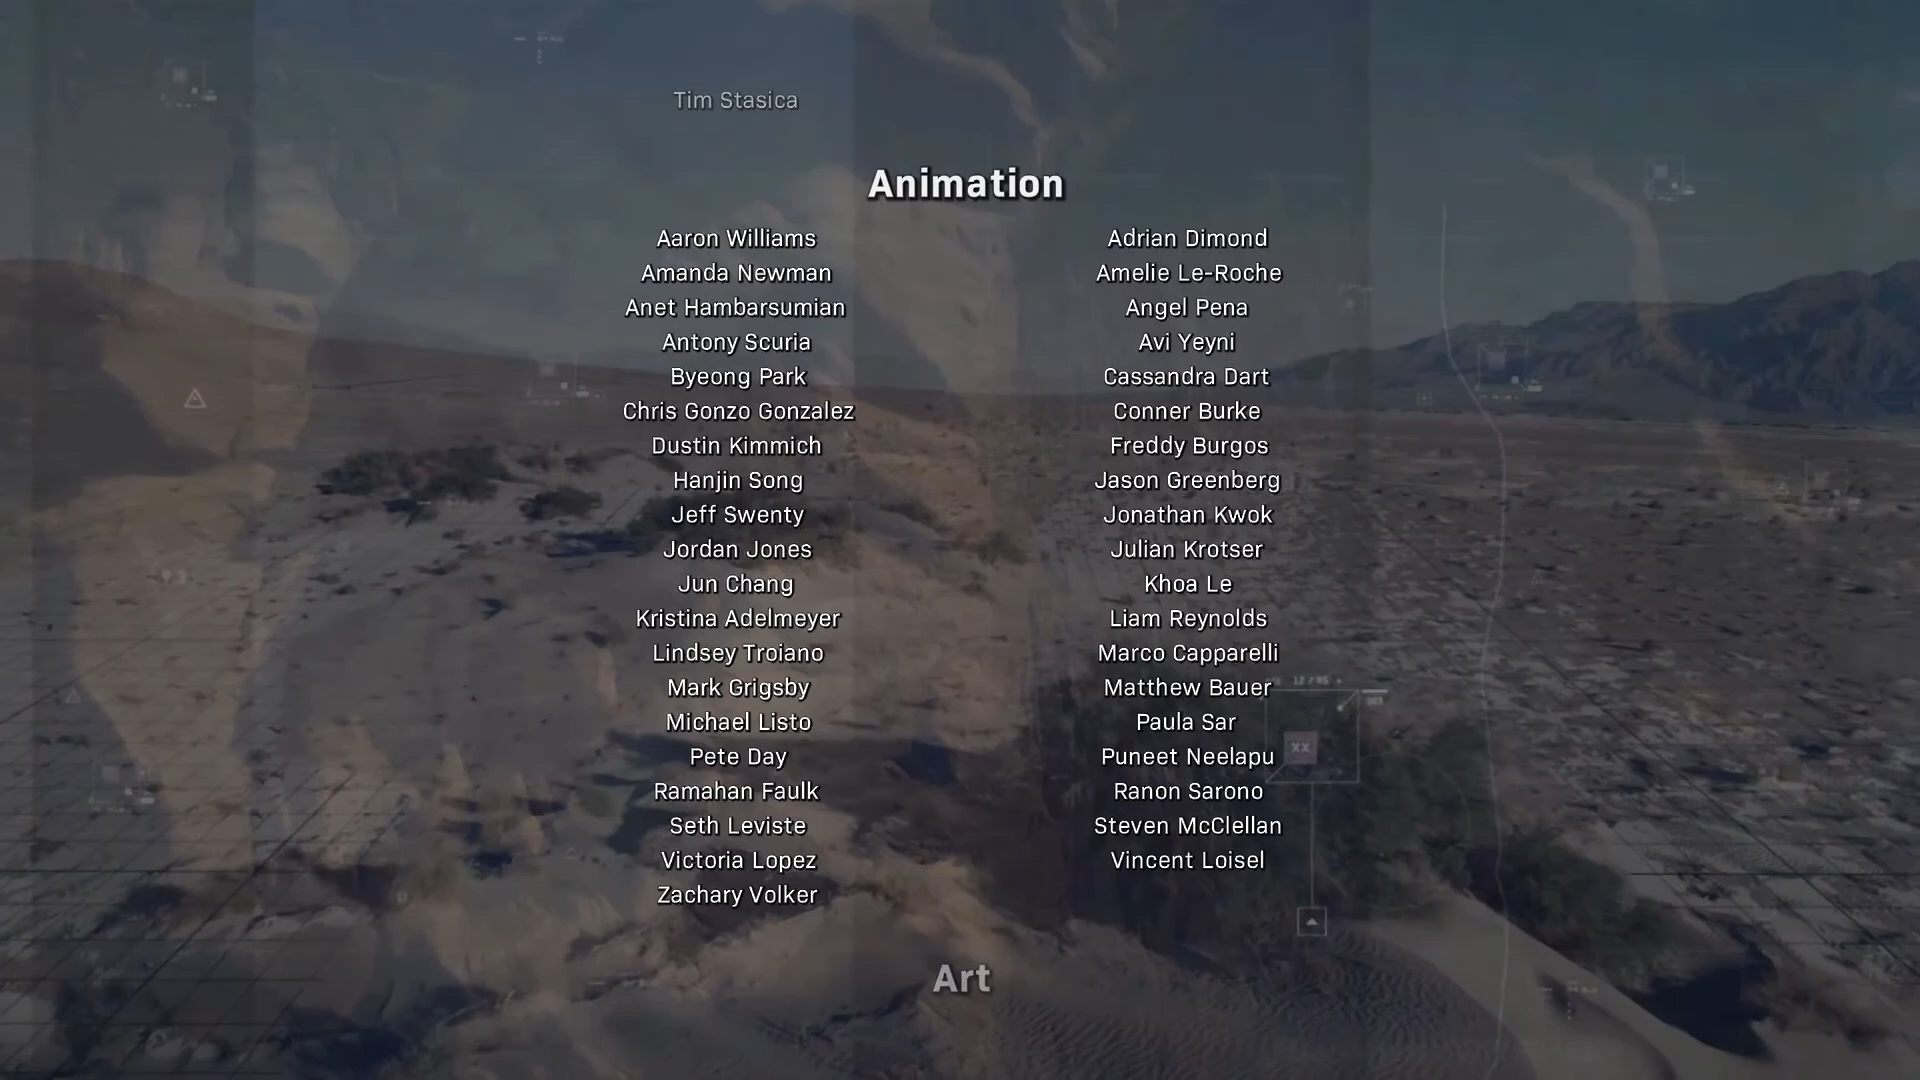 Tim Stasica
Animation
Aaron Williams
Adrian Dimond
Amanda Newman
Amelie Le-Roche
Anet Hambarsumian
Angel Pena
Antony Scuria
Avi Yeyni
Byeong Park
Cassandra Dart
Chris Gonzo Gonzalez
Conner Burke
Dustin Kimmich
Freddy Burgos
Hanjin Song
Jason Greenberg
Jeff Swenty
Jonathan Kwok
Jordan Jones
Julian Krotser
Jun Chang
Khoa Le
Kristina Adelmeyer
Liam Reynolds
Lindsey Troiano
Marco Capparelli
Mark Grigsby
Matthew Bauer
12 / 95
Michael Listo
Paula Sar
XX
Pete Day
Puneet Neelapu
Ramahan Faulk
Ranon Sarono
Seth Leviste
Steven McClellan
Victoria Lopez
Vincent Loisel
Zachary Volker
Art